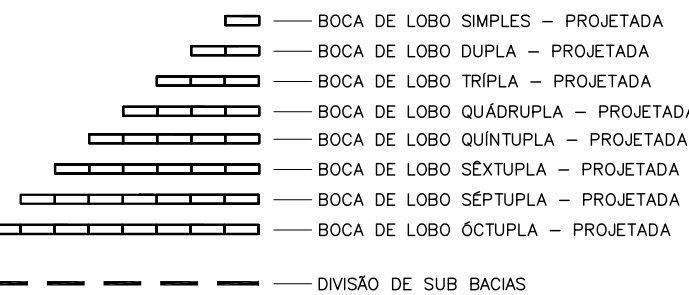 BOCA DE LOBO SIMPLES – PROJETADA
BOCA DE LOBO DUPLA – PROJETADA
BOCA DE LOBO TRÍPLA – PROJETADA
BOCA DE LOBO QUÁDRUPLA – PROJETADA
BOCA DE LOBO QUÍNTUPLA – PROJETADA
BOCA DE LOBO SÊXTUPLA – PROJETADA
BOCA DE LOBO SÉPTUPLA – PROJETADA
BOCA DE LOBO ÓCTUPLA – PROJETADA
DIVISÃO DE SUB BACIAS